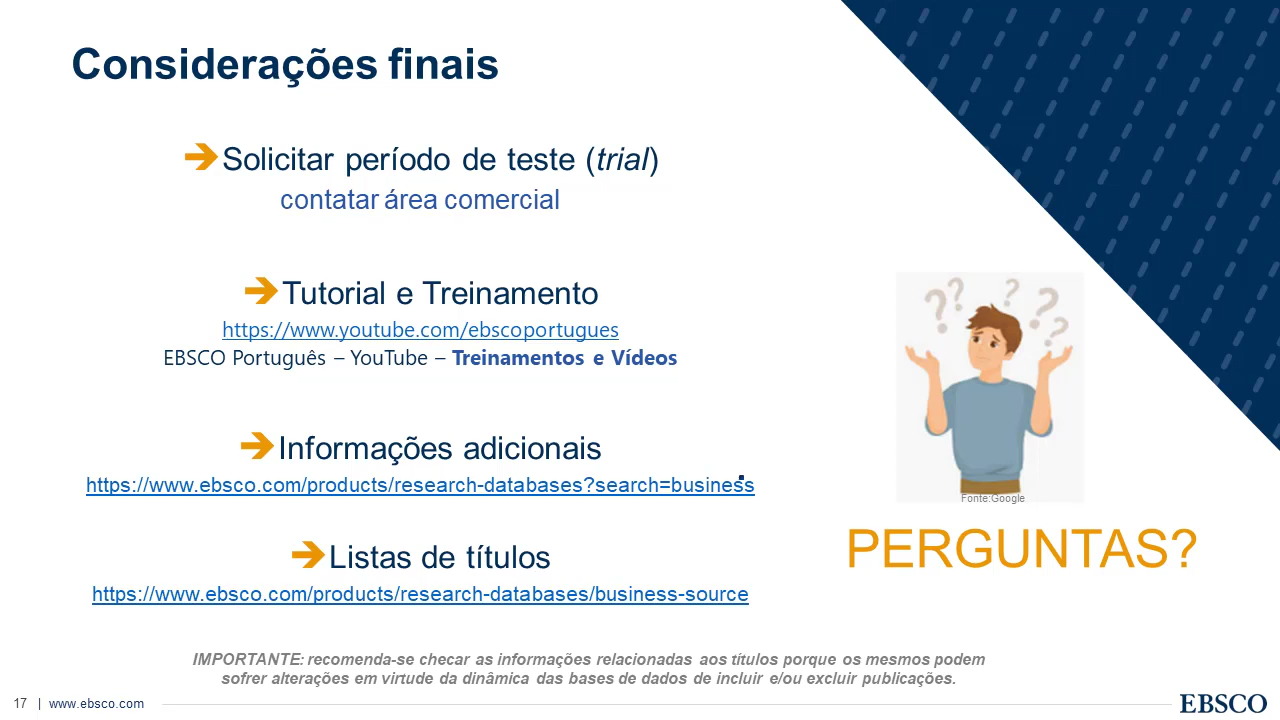 Considerações finais
➔Solicitar período de teste (trial)
contatar área comercial
➔Tutorial e Treinamento
https://www.youtube.com/ebscoportugues
EBSCO Português – YouTube – Treinamentos e Vídeos
➔Informações adicionais
https://www.ebsco.com/products/research-databases?search=business
➔Listas de títulos
https://www.ebsco.com/products/research-databases/business-source
? ? ? ? ?
Fonte:Google
PERGUNTAS?
IMPORTANTE: recomenda-se checar as informações relacionadas aos títulos porque os mesmos podem
sofrer alterações em virtude da dinâmica das bases de dados de incluir e/ou excluir publicações.
17 | www.ebsco.com
EBSCO